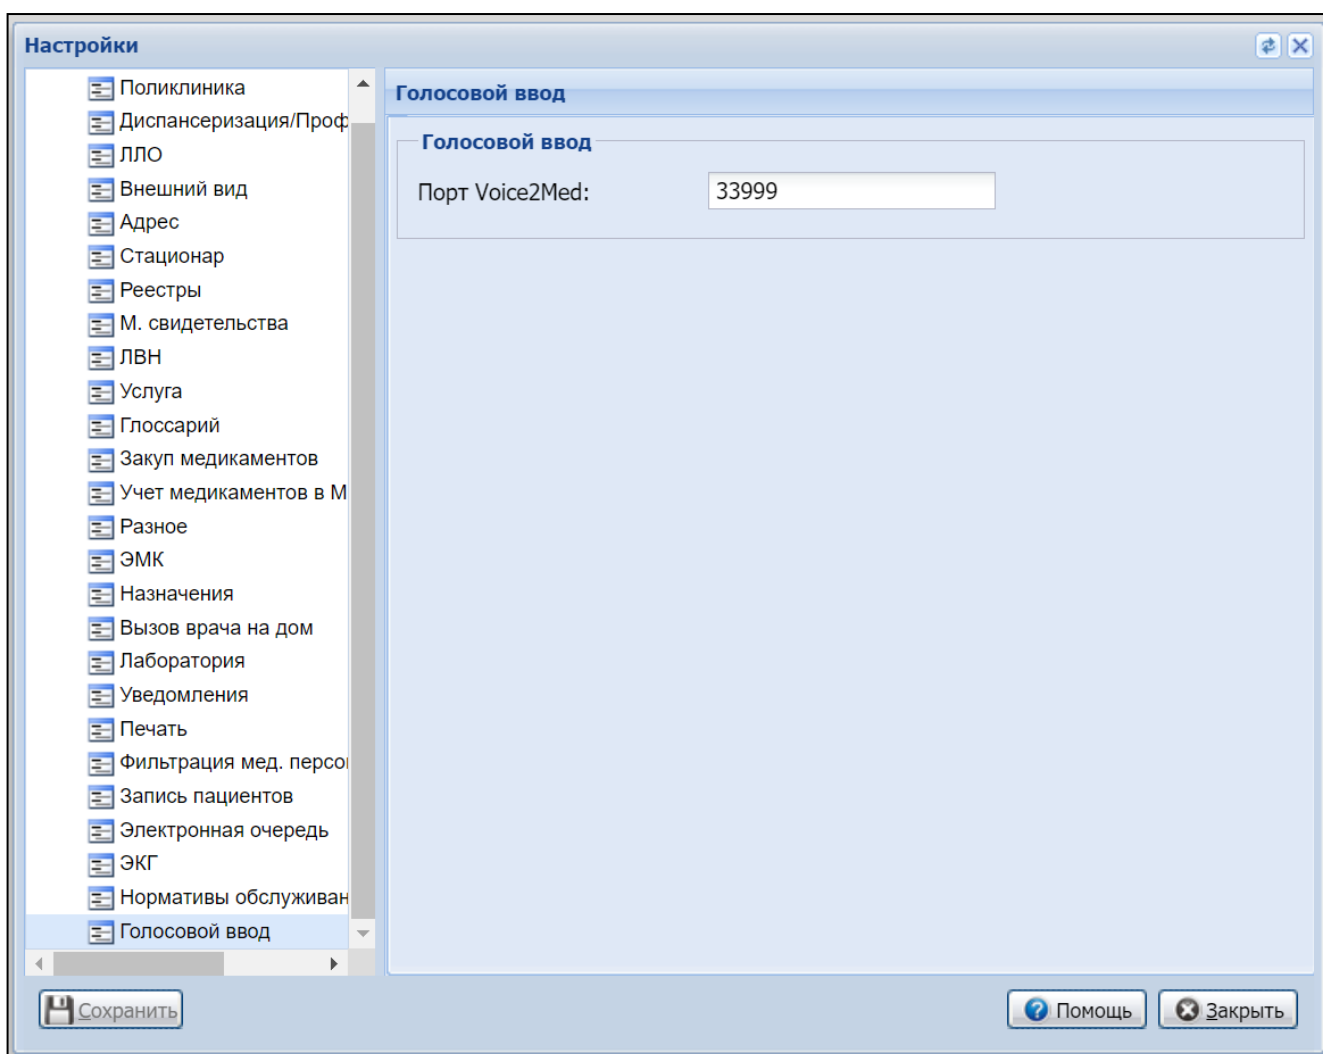 Настройки
Поликлиника
Диспансеризация/Проф
ЛЛО
Внешний вид
Адрес
Стационар
Реестры
М. свидетельства
ЛВН
Услуга
Глоссарий
Закуп медикаментов
Учет медикаментов в М
Разное
ЭМК
Назначения
Вызов врача на дом
Лаборатория
Уведомления
Печать
Фильтрация мед. персо
Запись пациентов
Электронная очередь
ЭКГ
Нормативы обслуживан
Голосовой ввод
Голосовой ввод
Голосовой ввод
Порт Voice2Med: 33999
Сохранить
Помощь
Закрыть